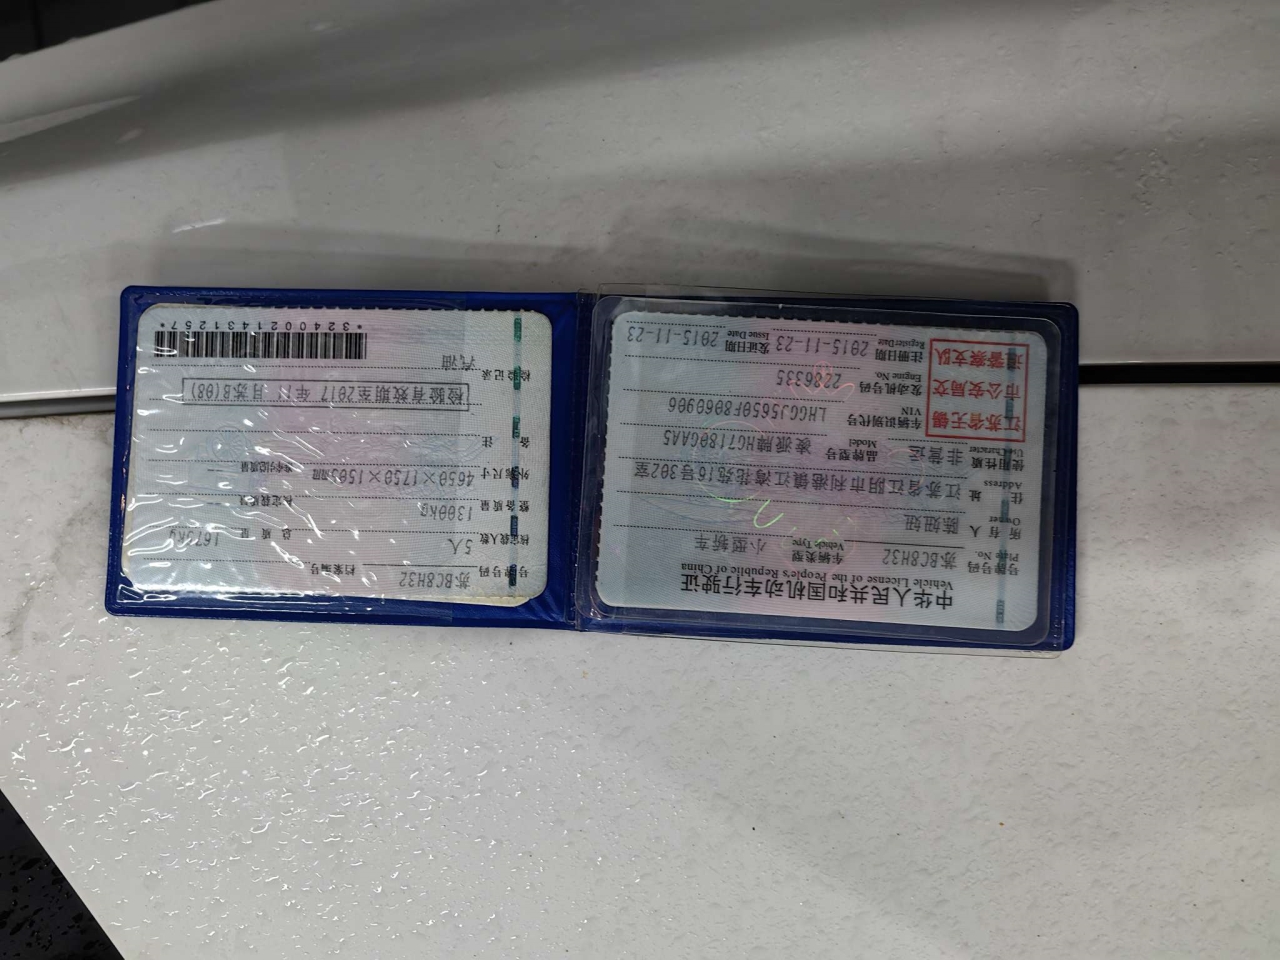 中华人民共和国机动车行驶证
Vehicle License of the People's Republic of China
号牌号码 苏BC8H32 车辆类型 小型轿车
Plate No. Vehicle Type
所有人 陈妞妞
Owner
住址 江苏省江阴市利港镇江海花苑16号302室
Address
使用性质 非营运 品牌型号 凌派牌HG7180GAA5
Use Character Model
江苏省无锡
市公安局交
通警察支队
车辆识别代号 LHGGJ5650F8060906
VIN
发动机号码 2286335
Engine No.
注册日期 2015-11-23 发证日期 2015-11-23
Register Date Issue Date
号牌号码 苏BC8H32 档案编号
核定载人数 5人 总质量 1675kg
整备质量 1300kg 核定载质量
外廓尺寸 4650×1750×1505mm 准牵引总质量
备注
检验有效期至2017年11月苏B(08)
检验记录 汽油
*3240021431257*